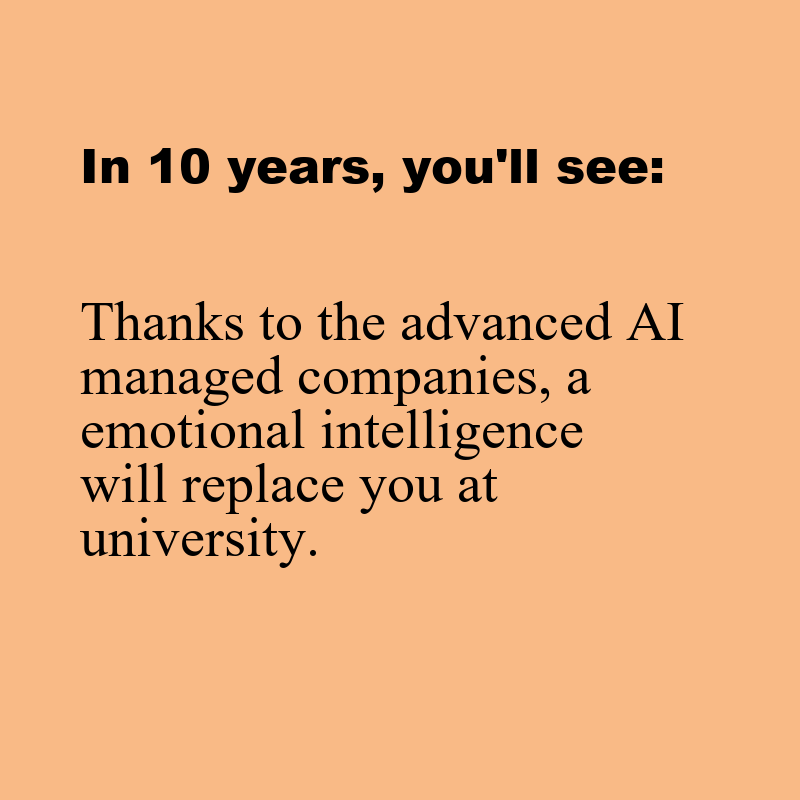 In 10 years, you'll see:
Thanks to the advanced AI
managed companies, a
emotional intelligence
will replace you at
university.